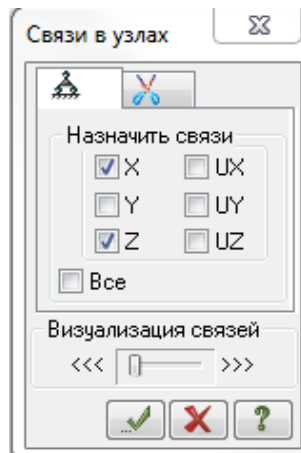 Связи в узлах
Назначить связи
X UX
Y UY
Z UZ
Все
Визуализация связей
<<< >>>
?